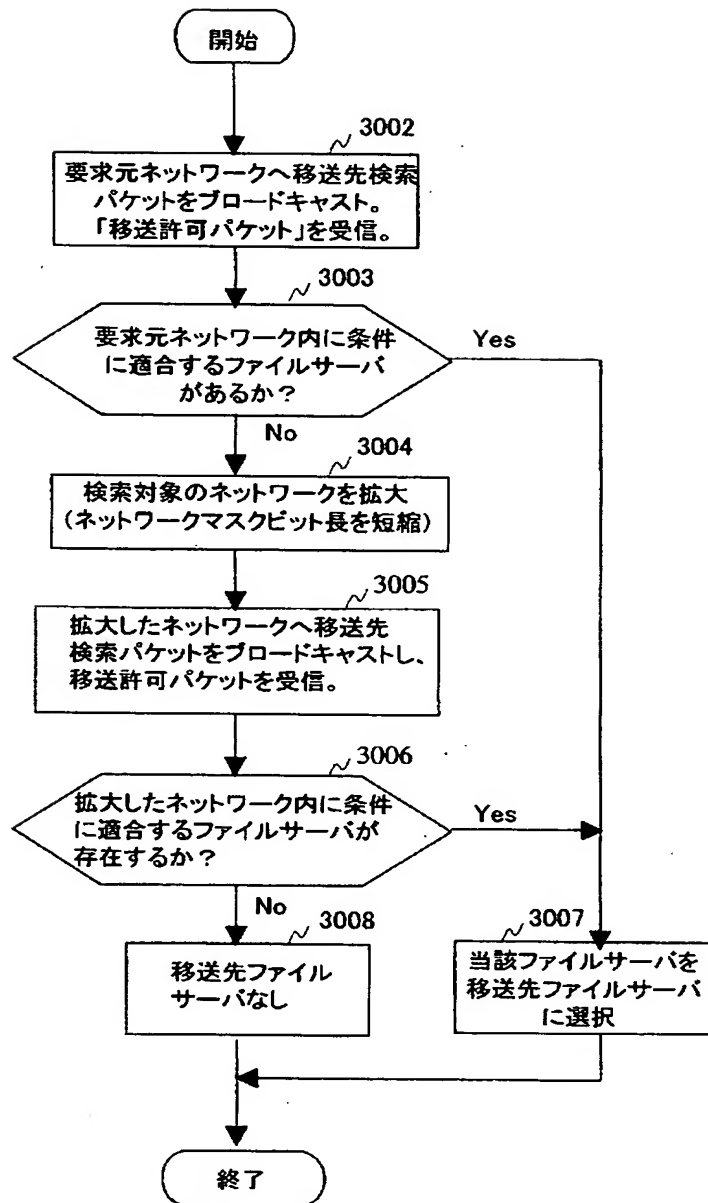 開始
3002
要求元ネットワークへ移送先検索
パケットをブロードキャスト。
「移送許可パケット」を受信。
3003
要求元ネットワーク内に条件
に適合するファイルサーバ
があるか？
Yes
No
3004
検索対象のネットワークを拡大
(ネットワークマスクビット長を短縮)
3005
拡大したネットワークへ移送先
検索パケットをブロードキャストし、
移送許可パケットを受信。
3006
拡大したネットワーク内に条件
に適合するファイルサーバが
存在するか？
Yes
No
3008
移送先ファイル
サーバなし
3007
当該ファイルサーバを
移送先ファイルサーバ
に選択
終了